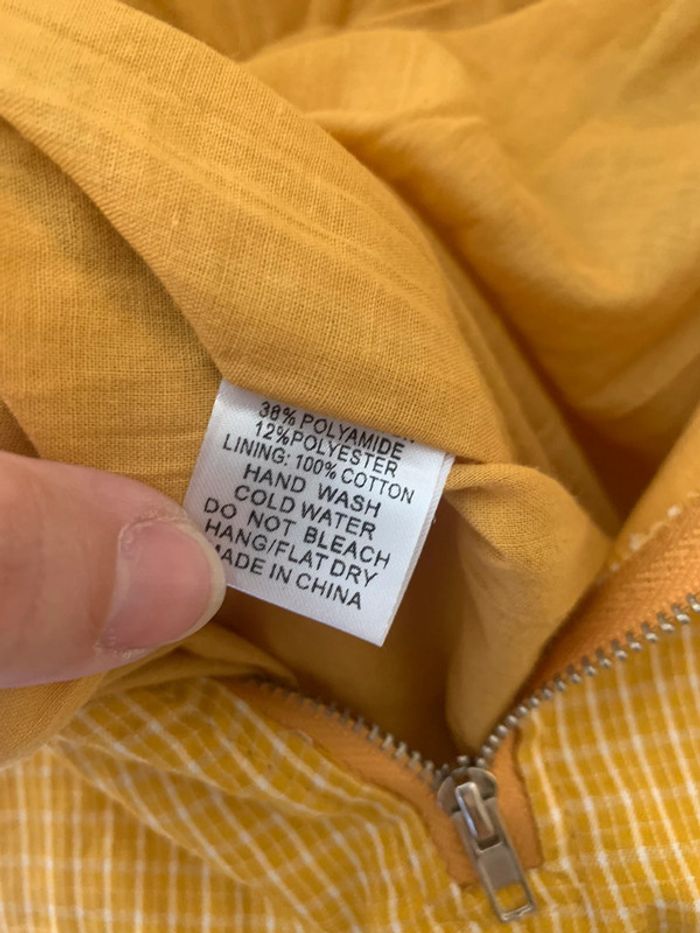 38% POLYAMIDE
12%POLYESTER
LINING: 100% COTTON
HAND WASH
COLD WATER
DO NOT BLEACH
HANG/FLAT DRY
MADE IN CHINA